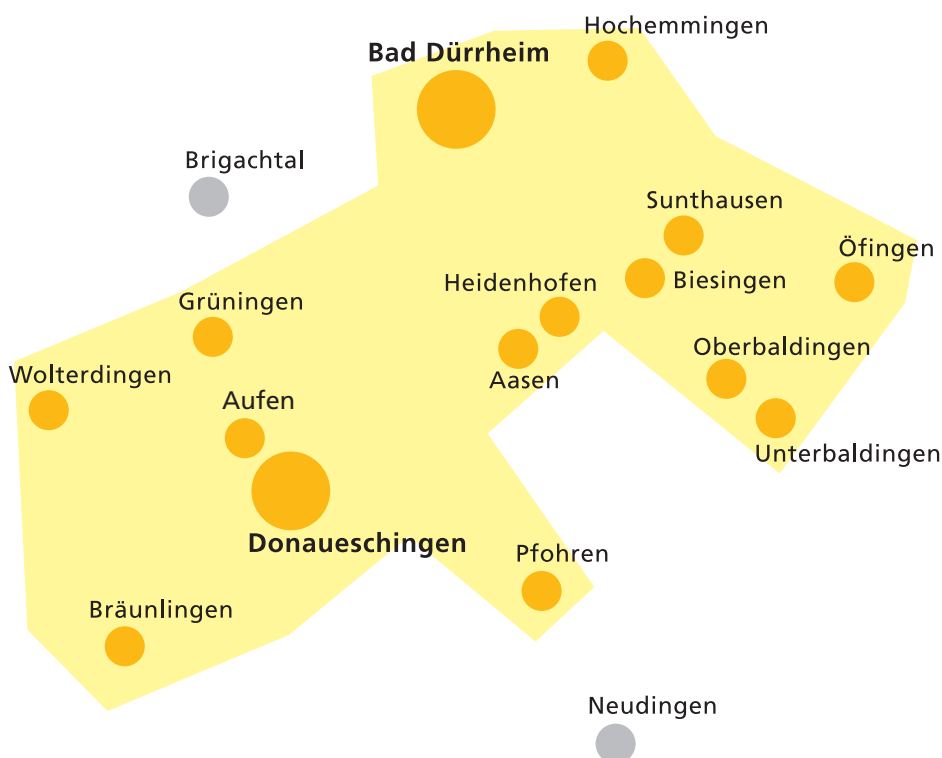 Hochemmingen
Bad Dürrheim
Brigachtal
Sunthausen
Öfingen
Heidenhofen
Biesingen
Grüningen
Oberbaldingen
Wolterdingen
Aasen
Aufen
Unterbaldingen
Donaueschingen
Pfohren
Bräunlingen
Neudingen